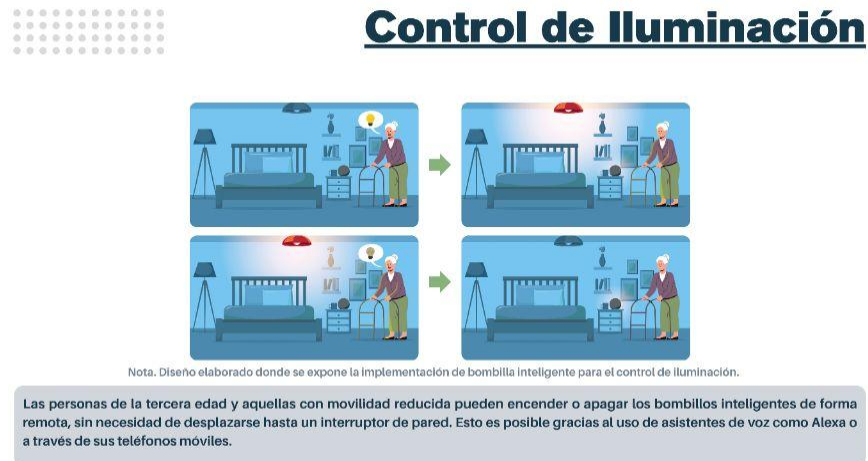 Control de Iluminación
Nota. Diseño elaborado donde se expone la implementación de bombilla inteligente para el control de iluminación.
Las personas de la tercera edad y aquellas con movilidad reducida pueden encender o apagar los bombillos inteligentes de forma
remota, sin necesidad de desplazarse hasta un interruptor de pared. Esto es posible gracias al uso de asistentes de voz como Alexa o
a través de sus teléfonos móviles.